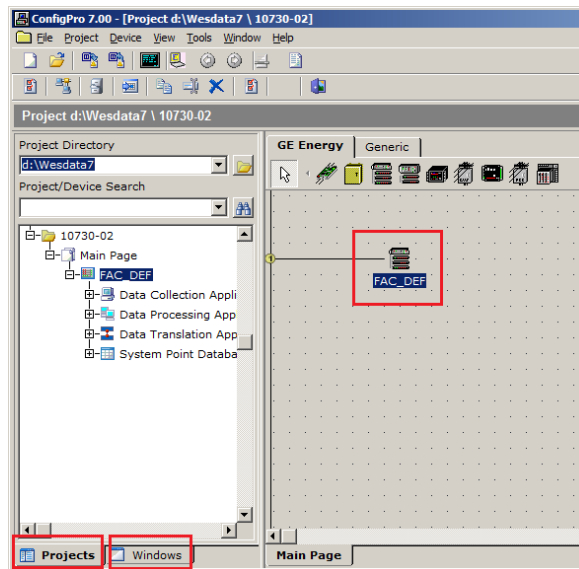 ConfigPro 7.00 - [Project d:\Wesdata7 \ 10730-02]
File Project Device View Tools Window Help
Project d:\Wesdata7 \ 10730-02
Project Directory
d:\Wesdata7
Project/Device Search
10730-02
Main Page
FAC_DEF
Data Collection Appli
Data Processing App
Data Translation App
System Point Databa
Projects
Windows
GE Energy
Generic
1
FAC_DEF
Main Page